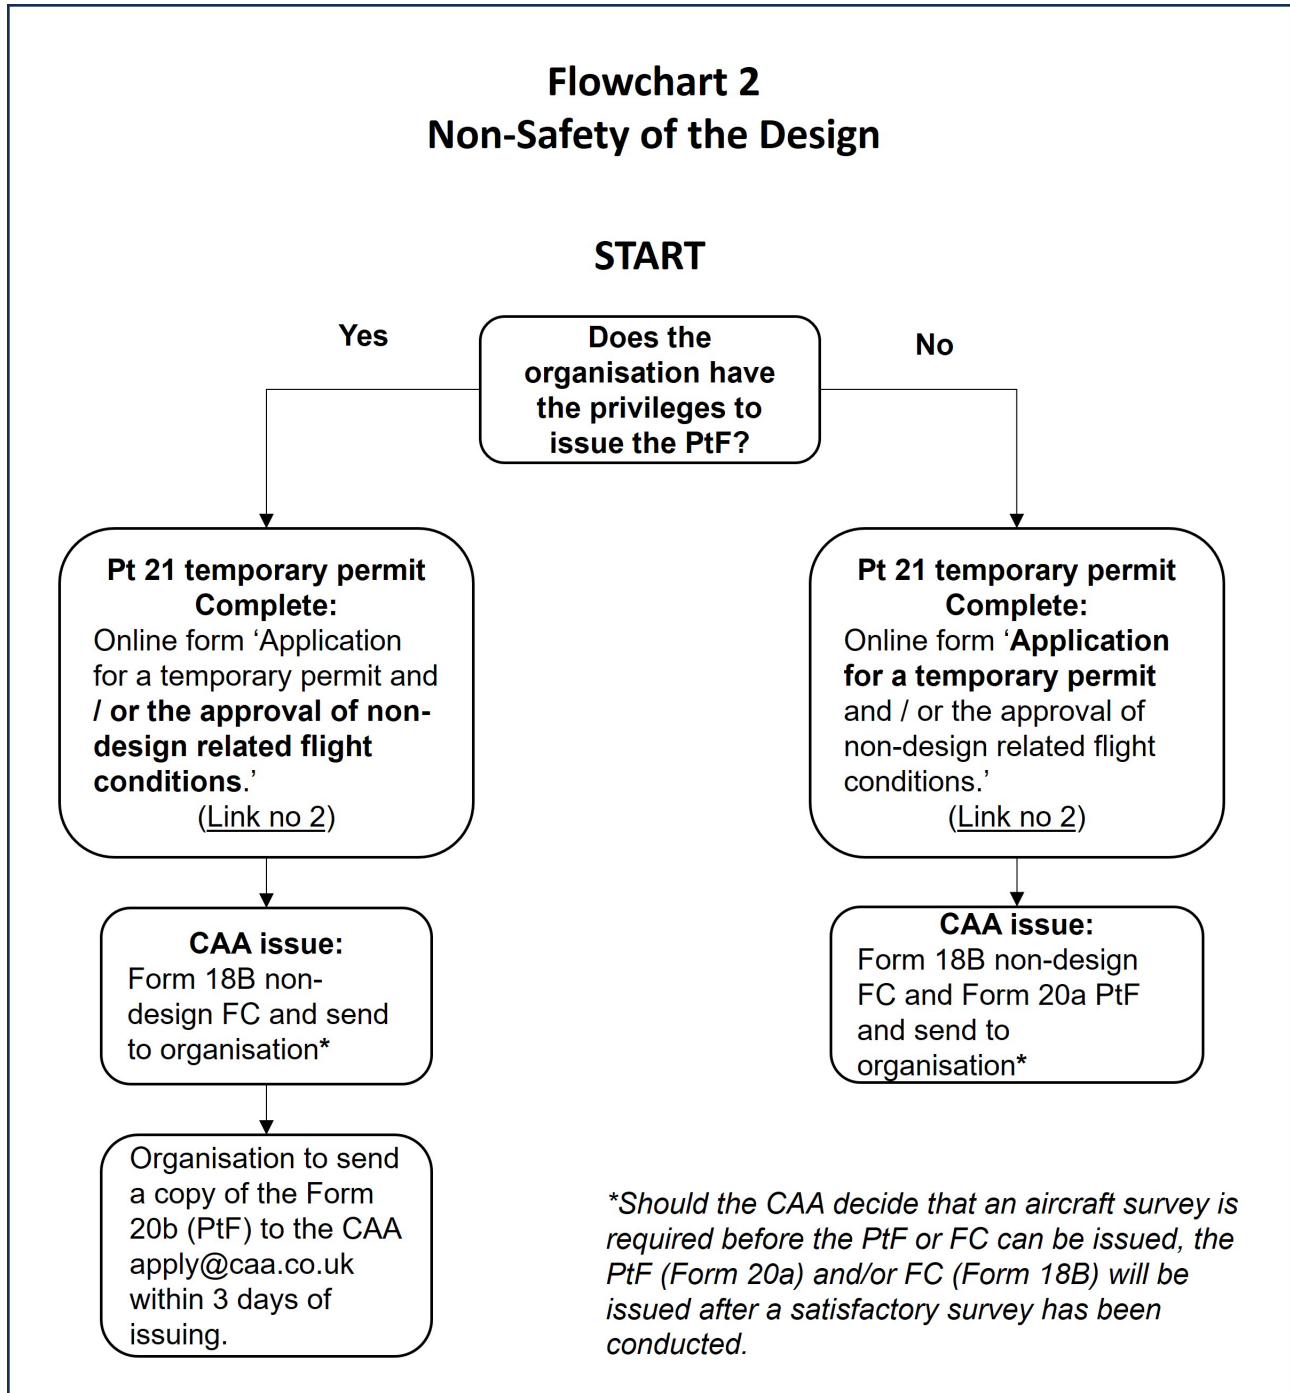 Flowchart 2
Non-Safety of the Design
START
Yes
Does the
organisation have
the privileges to
issue the PtF?
No
Pt 21 temporary permit
Complete:
Online form ‘Application
for a temporary permit and
/ or the approval of non-
design related flight
conditions.’
(Link no 2)
CAA issue:
Form 18B non-
design FC and send
to organisation*
Organisation to send
a copy of the Form
20b (PtF) to the CAA
apply@caa.co.uk
within 3 days of
issuing.
Pt 21 temporary permit
Complete:
Online form ‘Application
for a temporary permit
and / or the approval of
non-design related flight
conditions.’
(Link no 2)
CAA issue:
Form 18B non-design
FC and Form 20a PtF
and send to
organisation*
*Should the CAA decide that an aircraft survey is
required before the PtF or FC can be issued, the
PtF (Form 20a) and/or FC (Form 18B) will be
issued after a satisfactory survey has been
conducted.